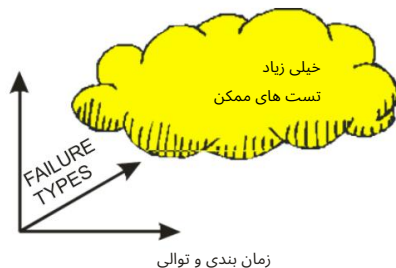 خیلی زیاد
تست های ممکن
FAILURE
TYPES
زمان بندی و توالی